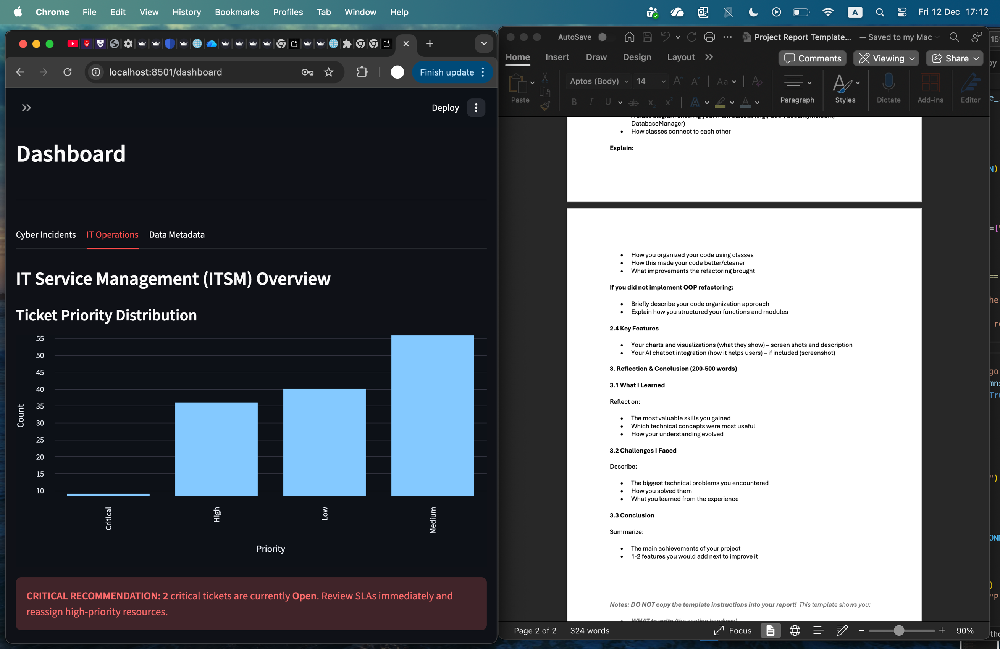 Chrome File Edit View History Bookmarks Profiles Tab Window Help
A
Fri 12 Dec 17:12
localhost:8501/dashboard
Finish update
Deploy
Dashboard
Cyber Incidents IT Operations Data Metadata
IT Service Management (ITSM) Overview
Ticket Priority Distribution
55
50
45
40
35
30
25
20
15
10
Count
Critical
High
Low
Medium
Priority
CRITICAL RECOMMENDATION: 2 critical tickets are currently Open. Review SLAs immediately and
reassign high-priority resources.
AutoSave
Project Report Template... — Saved to my Mac
Home Insert Draw Design Layout
Comments
Viewing
Share
Paste
Aptos (Body)
14
Aa
Paragraph
Styles
Dictate
Add-ins
Editor
DatabaseManager)
• How classes connect to each other
Explain:
• How you organized your code using classes
• How this made your code better/cleaner
• What improvements the refactoring brought
If you did not implement OOP refactoring:
• Briefly describe your code organization approach
• Explain how you structured your functions and modules
2.4 Key Features
• Your charts and visualizations (what they show) – screen shots and description
• Your AI chatbot integration (how it helps users) – if included (screenshot)
3. Reflection & Conclusion (200-500 words)
3.1 What I Learned
Reflect on:
• The most valuable skills you gained
• Which technical concepts were most useful
• How your understanding evolved
3.2 Challenges I Faced
Describe:
• The biggest technical problems you encountered
• How you solved them
• What you learned from the experience
3.3 Conclusion
Summarize:
• The main achievements of your project
• 1-2 features you would add next to improve it
Notes: DO NOT copy the template instructions into your report! This template shows you:
• WHAT to write (the section headings)
Page 2 of 2
324 words
Focus
90%